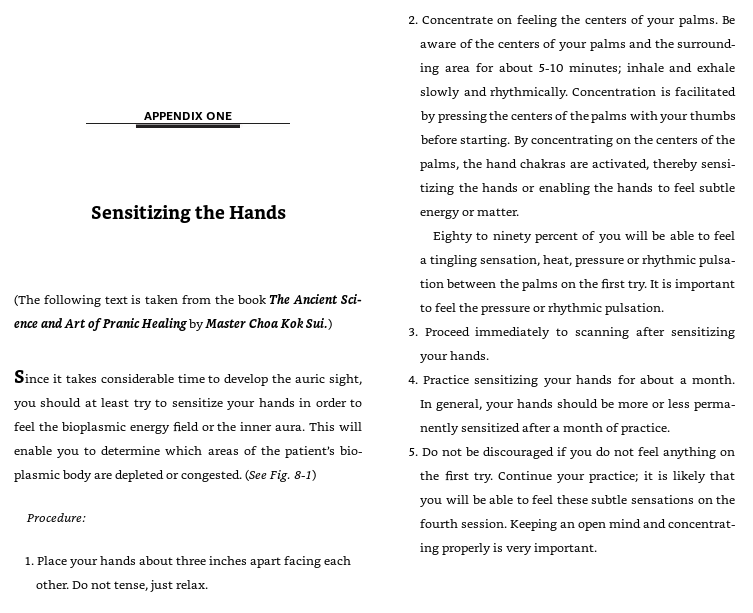 APPENDIX ONE
Sensitizing the Hands
(The following text is taken from the book The Ancient Sci-
ence and Art of Pranic Healing by Master Choa Kok Sui.)
Since it takes considerable time to develop the auric sight,
you should at least try to sensitize your hands in order to
feel the bioplasmic energy field or the inner aura. This will
enable you to determine which areas of the patient's bio-
plasmic body are depleted or congested. (See Fig. 8-1)
Procedure:
1. Place your hands about three inches apart facing each
other. Do not tense, just relax.
2. Concentrate on feeling the centers of your palms. Be
aware of the centers of your palms and the surround-
ing area for about 5-10 minutes; inhale and exhale
slowly and rhythmically. Concentration is facilitated
by pressing the centers of the palms with your thumbs
before starting. By concentrating on the centers of the
palms, the hand chakras are activated, thereby sensi-
tizing the hands or enabling the hands to feel subtle
energy or matter.
Eighty to ninety percent of you will be able to feel
a tingling sensation, heat, pressure or rhythmic pulsa-
tion between the palms on the first try. It is important
to feel the pressure or rhythmic pulsation.
3. Proceed immediately to scanning after sensitizing
your hands.
4. Practice sensitizing your hands for about a month.
In general, your hands should be more or less perma-
nently sensitized after a month of practice.
5. Do not be discouraged if you do not feel anything on
the first try. Continue your practice; it is likely that
you will be able to feel these subtle sensations on the
fourth session. Keeping an open mind and concentrat-
ing properly is very important.